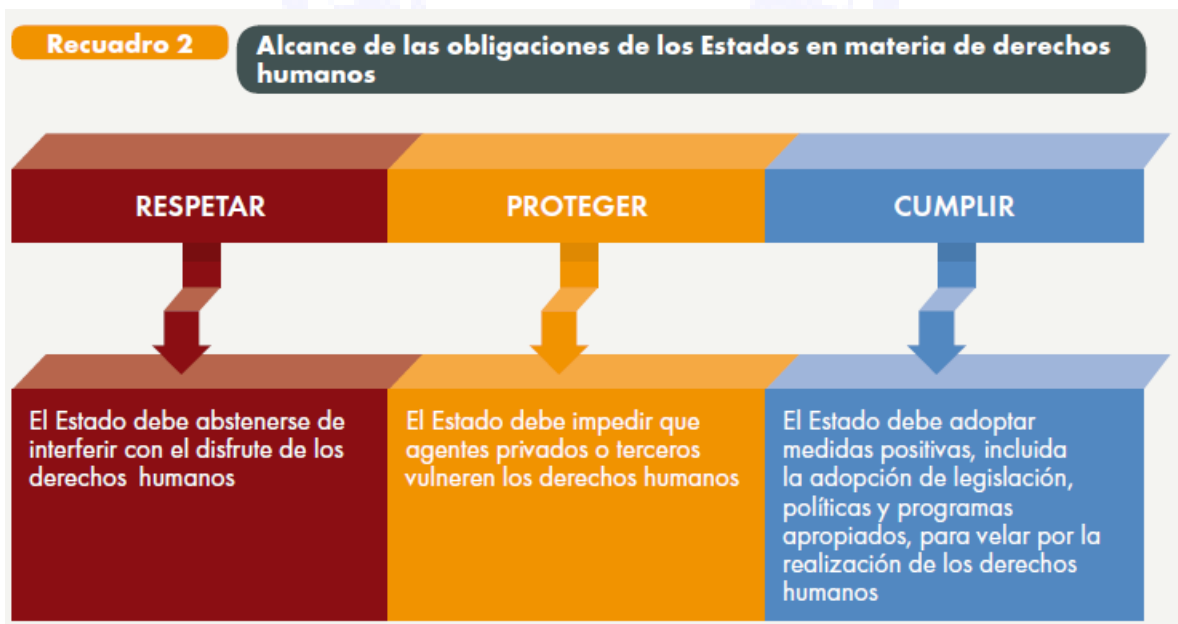 Recuadro 2
Alcance de las obligaciones de los Estados en materia de derechos
humanos
RESPETAR
PROTEGER
CUMPLIR
El Estado debe abstenerse de
interferir con el disfrute de los
derechos humanos
El Estado debe impedir que
agentes privados o terceros
vulneren los derechos humanos
El Estado debe adoptar
medidas positivas, incluida
la adopción de legislación,
políticas y programas
apropiados, para velar por la
realización de los derechos
humanos